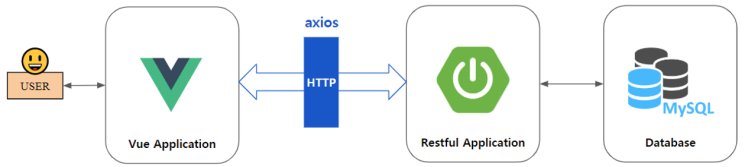 axios
USER
HTTP
MySQL
Vue Application
Restful Application
Database